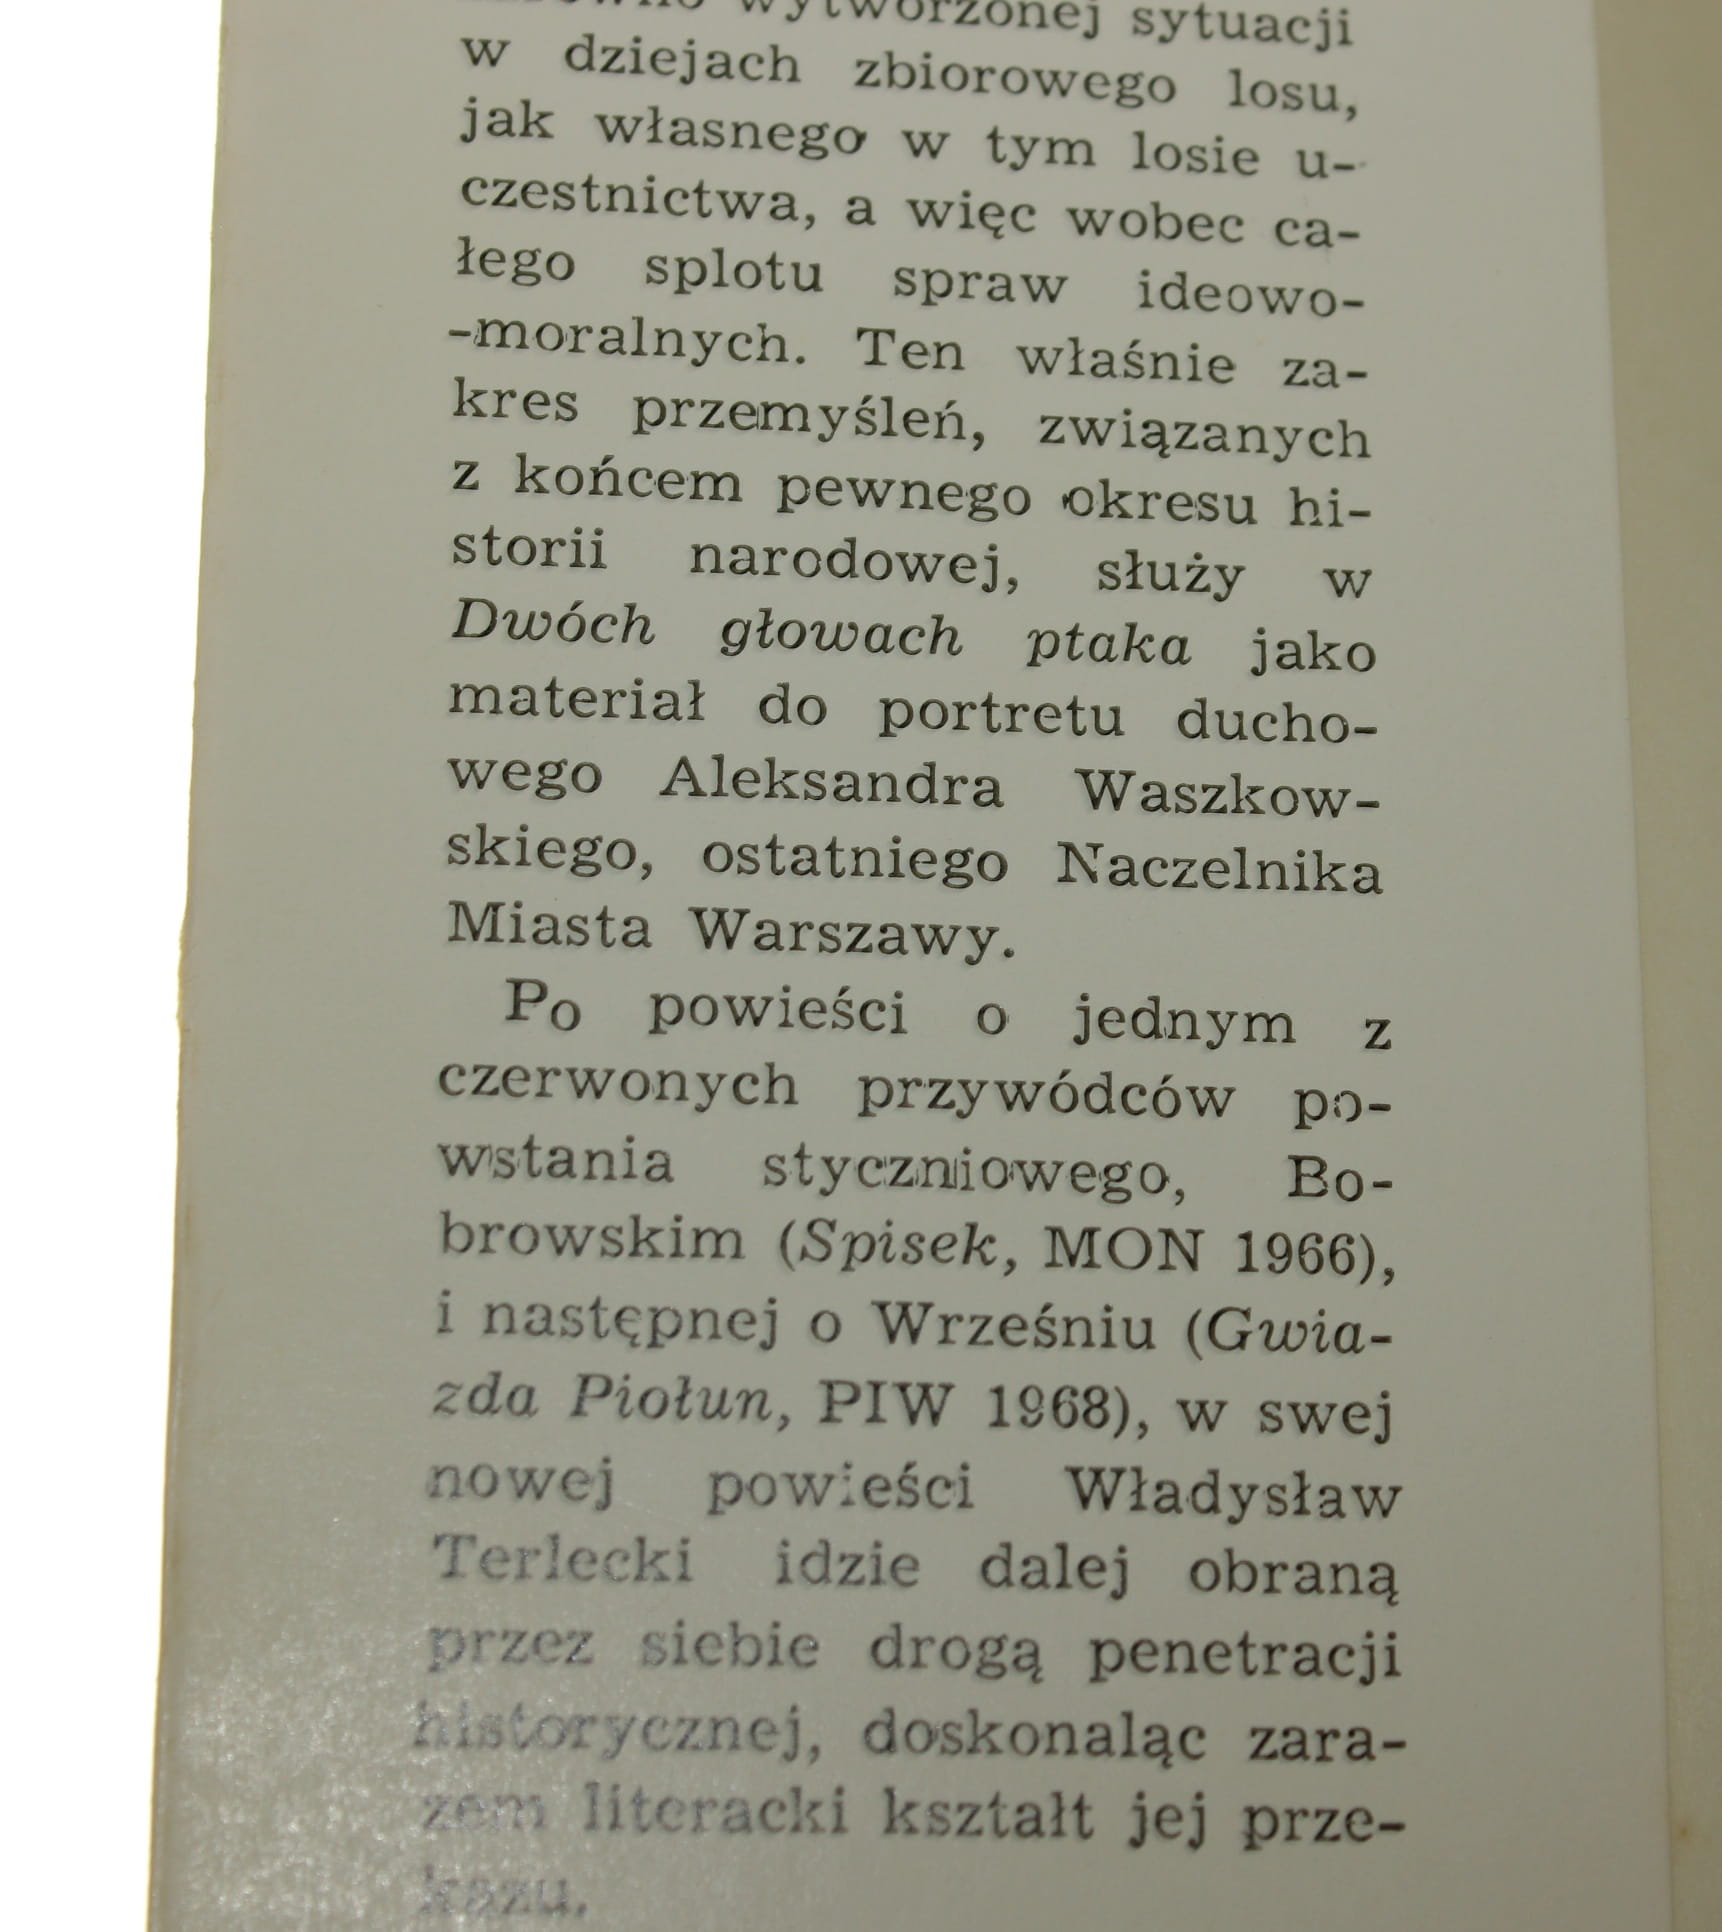 wytworzonej sytuacji
w dziejach zbiorowego losu,
jak własnego w tym losie u-
czestnictwa, a więc wobec ca-
łego splotu spraw ideowo-
-moralnych. Ten właśnie za-
kres przemyśleń, związanych
z końcem pewnego okresu hi-
storii narodowej, służy w
Dwóch głowach ptaka jako
materiał do portretu ducho-
wego Aleksandra Waszkow-
skiego, ostatniego Naczelnika
Miasta Warszawy.
Po powieści o jednym z
czerwonych przywódców po-
wstania styczniowego, Bo-
browskim (Spisek, MON 1966),
i następnej o Wrześniu (Gwia-
zda Piołun, PIW 1968), w swej
nowej powieści Władysław
Terlecki idzie dalej obraną
przez siebie drogą penetracji
historycznej, doskonaląc zara-
zem literacki kształt jej prze-
kazu.